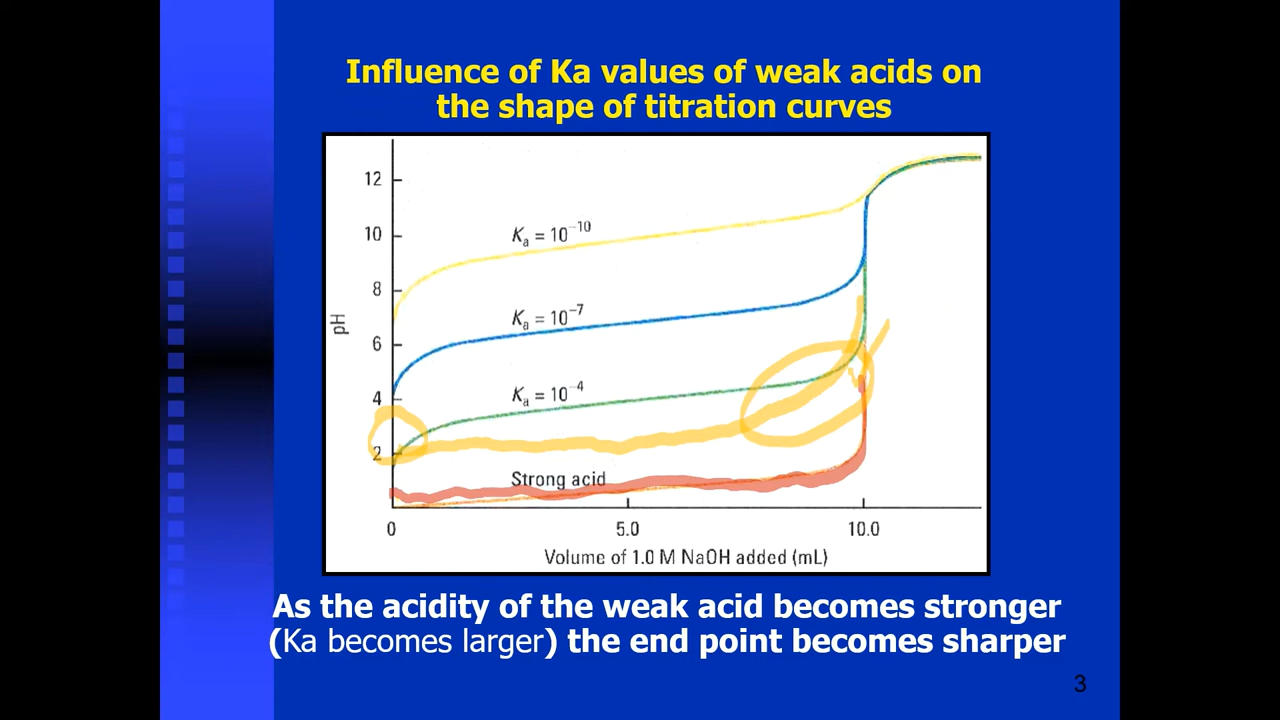 Influence of Ka values of weak acids on
the shape of titration curves
12
10
8
6
4
2
pH
Kₐ = 10⁻¹⁰
Kₐ = 10⁻⁷
Kₐ = 10⁻⁴
Strong acid
0
5.0
10.0
Volume of 1.0 M NaOH added (mL)
As the acidity of the weak acid becomes stronger
(Ka becomes larger) the end point becomes sharper
3